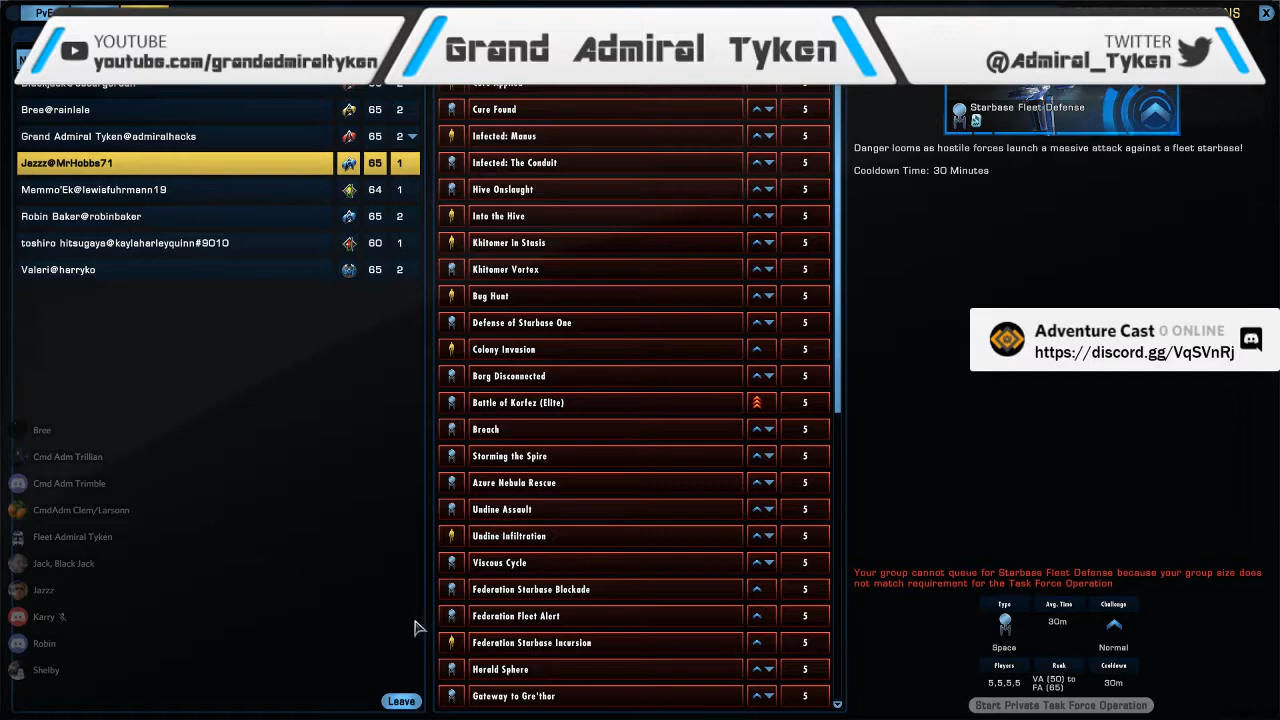 PvE
NS
X
YOUTUBE
youtube.com/grandadmiraltyken
Grand Admiral Tyken
TWITTER
@Admiral_Tyken
Bree@rainlele 65 2
Grand Admiral Tyken@admiralhacks 65 2
Jazzz@MrHobbs71 65 1
Memmo'Ek@lewisfuhrmann19 64 1
Robin Baker@robinbaker 65 2
toshiro hitsugaya@kaylaharleyquinn#9010 60 1
Valeri@harryko 65 2
Bree
Cmd Adm Trillian
Cmd Adm Trimble
CmdAdm Clem/Larsonn
Fleet Admiral Tyken
Jack, Black Jack
Jazzz
Karry
Robin
Shelby
Leave
Cure Found 5
Infected: Manus 5
Infected: The Conduit 5
Hive Onslaught 5
Into the Hive 5
Khitomer in Stasis 5
Khitomer Vortex 5
Bug Hunt 5
Defense of Starbase One 5
Colony Invasion 5
Borg Disconnected 5
Battle of Korfez (Elite) 5
Breach 5
Storming the Spire 5
Azure Nebula Rescue 5
Undine Assault 5
Undine Infiltration 5
Viscous Cycle 5
Federation Starbase Blockade 5
Federation Fleet Alert 5
Federation Starbase Incursion 5
Herald Sphere 5
Gateway to Gre'thor 5
Starbase Fleet Defense
Danger looms as hostile forces launch a massive attack against a fleet starbase!
Cooldown Time: 30 Minutes
Adventure Cast 0 ONLINE
https://discord.gg/VqSVnRj
Your group cannot queue for Starbase Fleet Defense because your group size does
not match requirement for the Task Force Operation
Type Avg. Time Challenge
30m
Space Normal
Players Rank Cooldown
5,5,5,5 VA (50) to FA (65) 30m
Start Private Task Force Operation